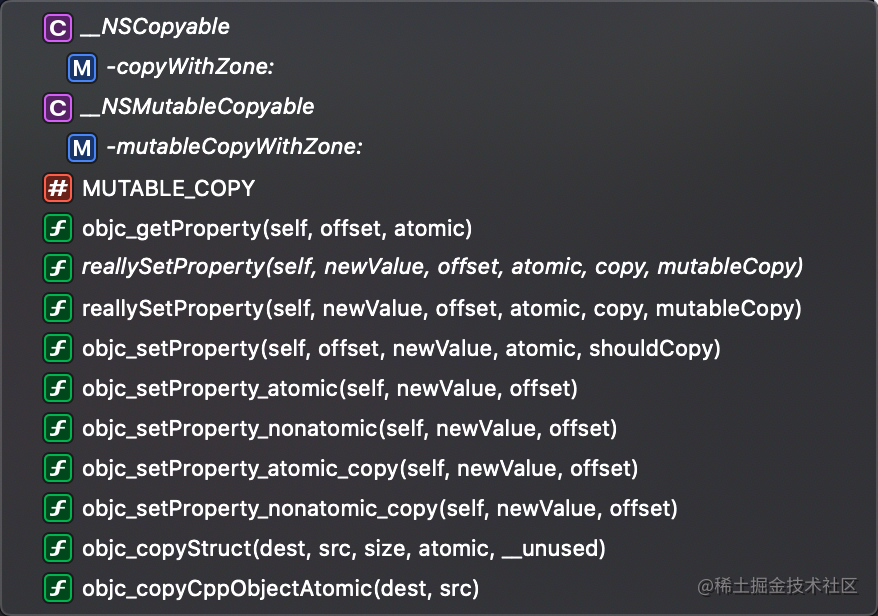 C __NSCopyable
M -copyWithZone:
C __NSMutableCopyable
M -mutableCopyWithZone:
# MUTABLE_COPY
f objc_getProperty(self, offset, atomic)
f reallySetProperty(self, newValue, offset, atomic, copy, mutableCopy)
f reallySetProperty(self, newValue, offset, atomic, copy, mutableCopy)
f objc_setProperty(self, offset, newValue, atomic, shouldCopy)
f objc_setProperty_atomic(self, newValue, offset)
f objc_setProperty_nonatomic(self, newValue, offset)
f objc_setProperty_atomic_copy(self, newValue, offset)
f objc_setProperty_nonatomic_copy(self, newValue, offset)
f objc_copyStruct(dest, src, size, atomic, __unused)
f objc_copyCppObjectAtomic(dest, src)
@稀土掘金技术社区